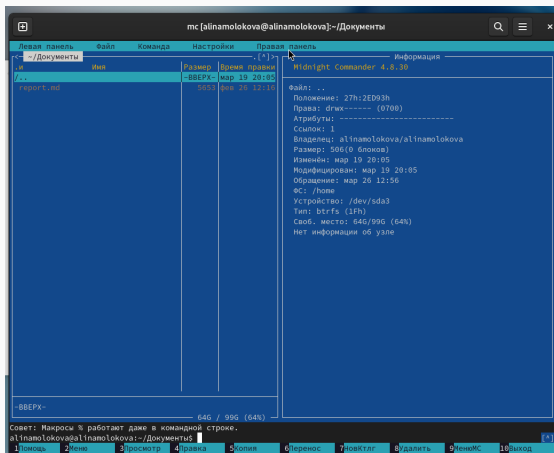 mc [alinamolokova@alinamolokova]:~/Документы
Левая панель Файл Команда Настройки Правая панель
<- ~/Документы .[^]>
Информация
.и Имя Размер Время правки
Midnight Commander 4.8.30
/.. -ВВЕРХ- мар 19 20:05
report.md 5653 фев 26 12:16
Файл: ..
Положение: 27h:2ED93h
Права: drwx------ (0700)
Атрибуты: ------------------------
Ссылок: 1
Владелец: alinamolokova/alinamolokova
Размер: 506(0 блоков)
Изменён: мар 19 20:05
Модифицирован: мар 19 20:05
Обращение: мар 26 12:56
ФС: /home
Устройство: /dev/sda3
Тип: btrfs (1Fh)
Своб. место: 64G/99G (64%)
Нет информации об узле
-ВВЕРХ-
64G / 99G (64%)
Совет: Макросы % работают даже в командной строке.
alinamolokova@alinamolokova:~/Документы$ [^]
1Помощь 2Меню 3Просмотр 4Правка 5Копия 6Перенос 7НовКтлг 8Удалить 9МенюMC 10Выход